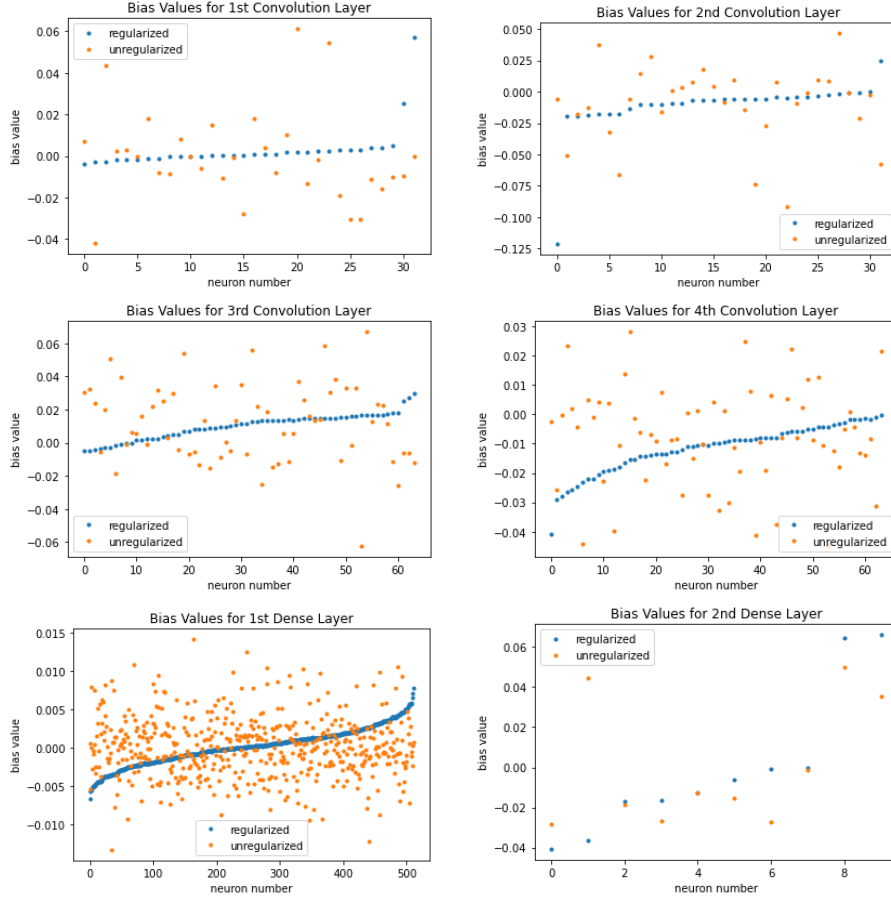 Bias Values for 1st Convolution Layer
0.06
0.04
0.02
0.00
−0.02
−0.04
bias value
regularized
unregularized
0 5 10 15 20 25 30
neuron number
Bias Values for 2nd Convolution Layer
0.050
0.025
0.000
−0.025
−0.050
−0.075
−0.100
−0.125
bias value
regularized
unregularized
0 5 10 15 20 25 30
neuron number
Bias Values for 3rd Convolution Layer
0.06
0.04
0.02
0.00
−0.02
−0.04
−0.06
bias value
regularized
unregularized
0 10 20 30 40 50 60
neuron number
Bias Values for 4th Convolution Layer
0.03
0.02
0.01
0.00
−0.01
−0.02
−0.03
−0.04
bias value
regularized
unregularized
0 10 20 30 40 50 60
neuron number
Bias Values for 1st Dense Layer
0.015
0.010
0.005
0.000
−0.005
−0.010
bias value
regularized
unregularized
0 100 200 300 400 500
neuron number
Bias Values for 2nd Dense Layer
0.06
0.04
0.02
0.00
−0.02
−0.04
bias value
regularized
unregularized
0 2 4 6 8
neuron number